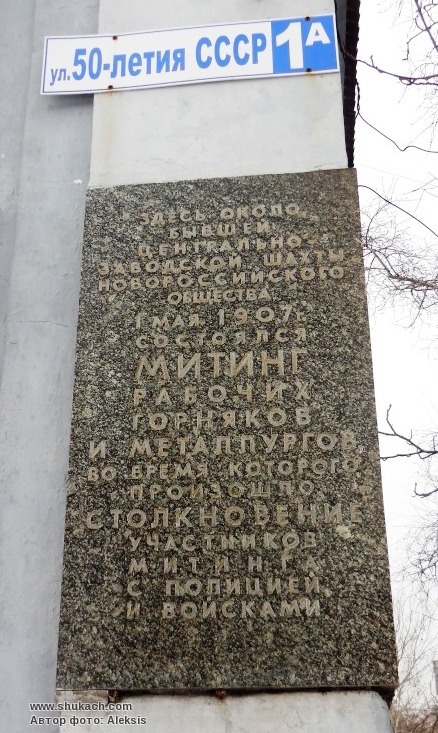 ул. 50-летия СССР 1А
ЗДЕСЬ ОКОЛО
БЫВШЕЙ
ЦЕНТРАЛЬНО-
ЗАВОДСКОЙ ШАХТЫ
НОВОРОССИЙСКОГО
ОБЩЕСТВА
1 МАЯ 1907 г.
СОСТОЯЛСЯ
МИТИНГ
РАБОЧИХ
ГОРНЯКОВ
И МЕТАЛЛУРГОВ
ВО ВРЕМЯ КОТОРОГО
ПРОИЗОШЛО
СТОЛКНОВЕНИЕ
УЧАСТНИКОВ
МИТИНГА
С ПОЛИЦИЕЙ
И ВОЙСКАМИ
www.shukach.com
Автор фото: Aleksis